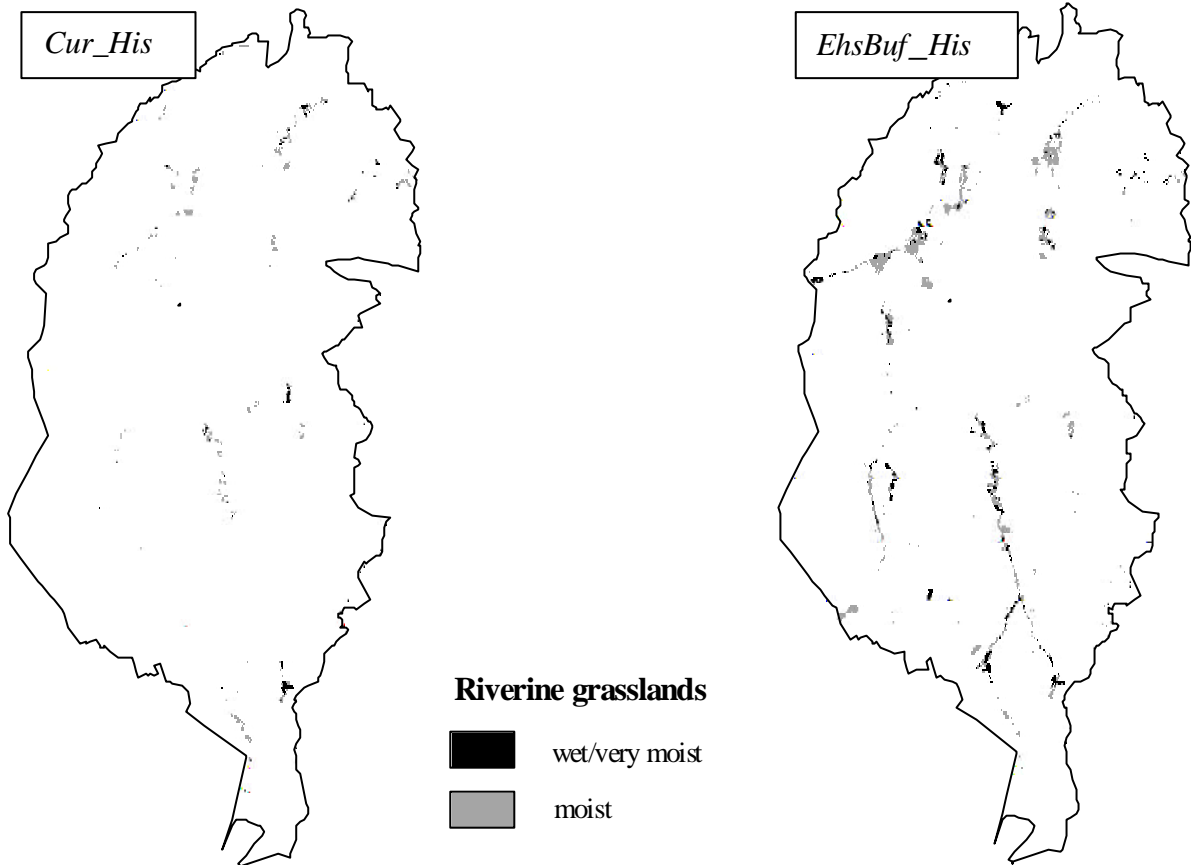 Cur_His
EhsBuf_His
Riverine grasslands
wet/very moist
moist